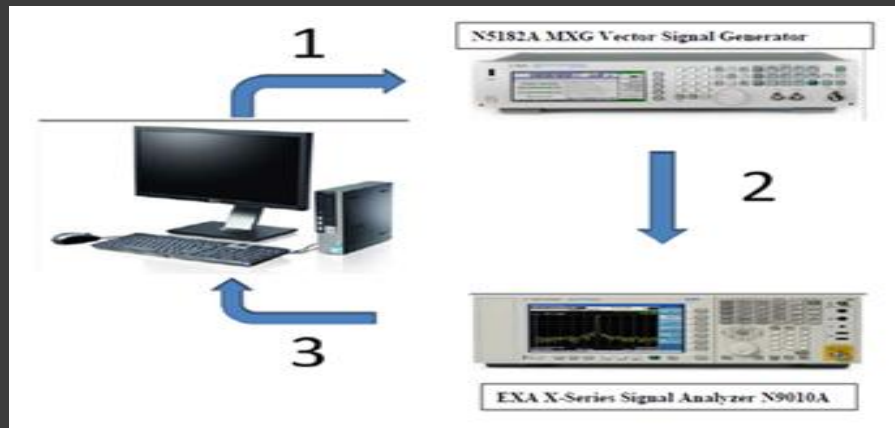 1
N5182A MXG Vector Signal Generator
2
3
EXA X-Series Signal Analyzer N9010A